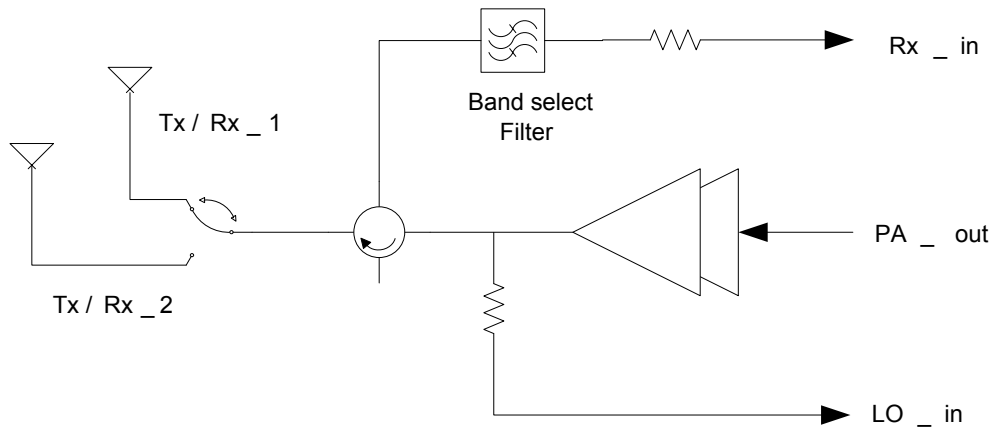 Rx _ in
Band select
Filter
Tx / Rx _ 1
PA _ out
Tx / Rx _ 2
LO _ in